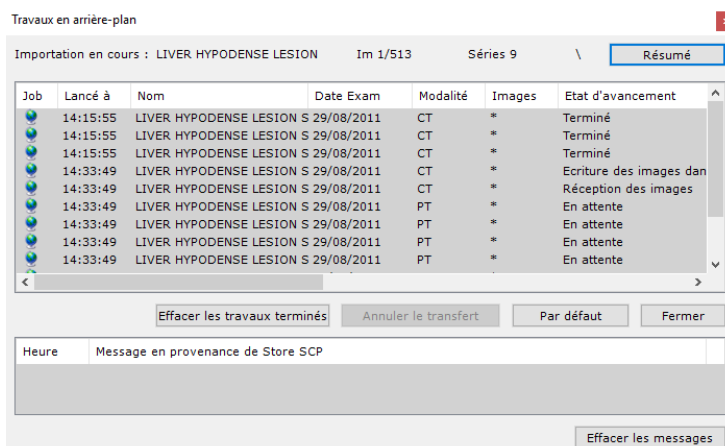 Travaux en arrière-plan
Importation en cours : LIVER HYPODENSE LESION Im 1/513 Séries 9 \ Résumé
Job Lancé à Nom Date Exam Modalité Images Etat d'avancement
14:15:55 LIVER HYPODENSE LESION S 29/08/2011 CT * Terminé
14:15:55 LIVER HYPODENSE LESION S 29/08/2011 CT * Terminé
14:15:55 LIVER HYPODENSE LESION S 29/08/2011 CT * Terminé
14:33:49 LIVER HYPODENSE LESION S 29/08/2011 CT * Ecriture des images dan
14:33:49 LIVER HYPODENSE LESION S 29/08/2011 CT * Réception des images
14:33:49 LIVER HYPODENSE LESION S 29/08/2011 PT * En attente
14:33:49 LIVER HYPODENSE LESION S 29/08/2011 PT * En attente
14:33:49 LIVER HYPODENSE LESION S 29/08/2011 PT * En attente
14:33:49 LIVER HYPODENSE LESION S 29/08/2011 PT * En attente
Effacer les travaux terminés Annuler le transfert Par défaut Fermer
Heure Message en provenance de Store SCP
Effacer les messages